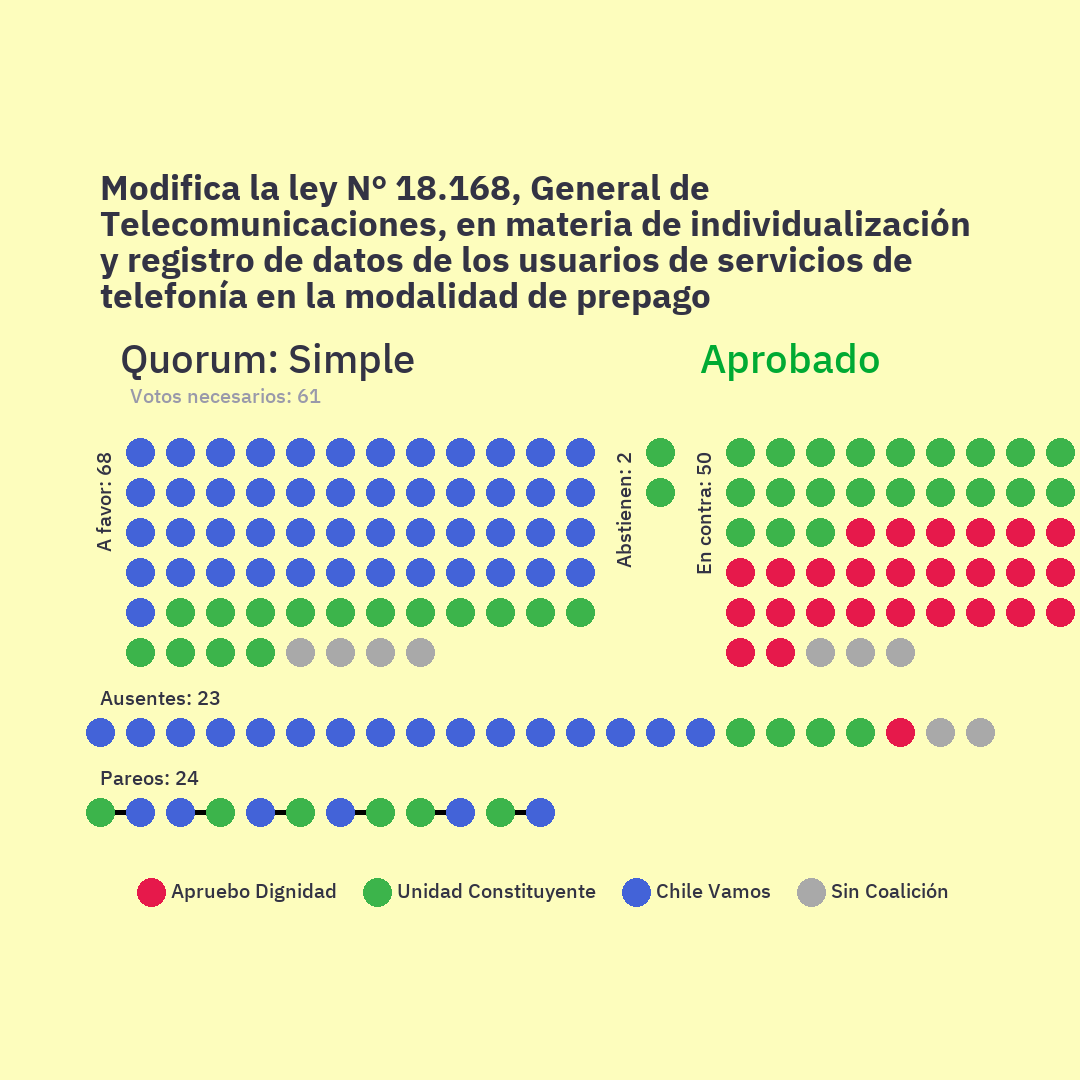 Modifica la ley Nº 18.168, General de
Telecomunicaciones, en materia de individualización
y registro de datos de los usuarios de servicios de
telefonía en la modalidad de prepago
Quorum: Simple
Aprobado
Votos necesarios: 61
A favor: 68
Abstienen: 2
En contra: 50
Ausentes: 23
Pareos: 24
Apruebo Dignidad
Unidad Constituyente
Chile Vamos
Sin Coalición